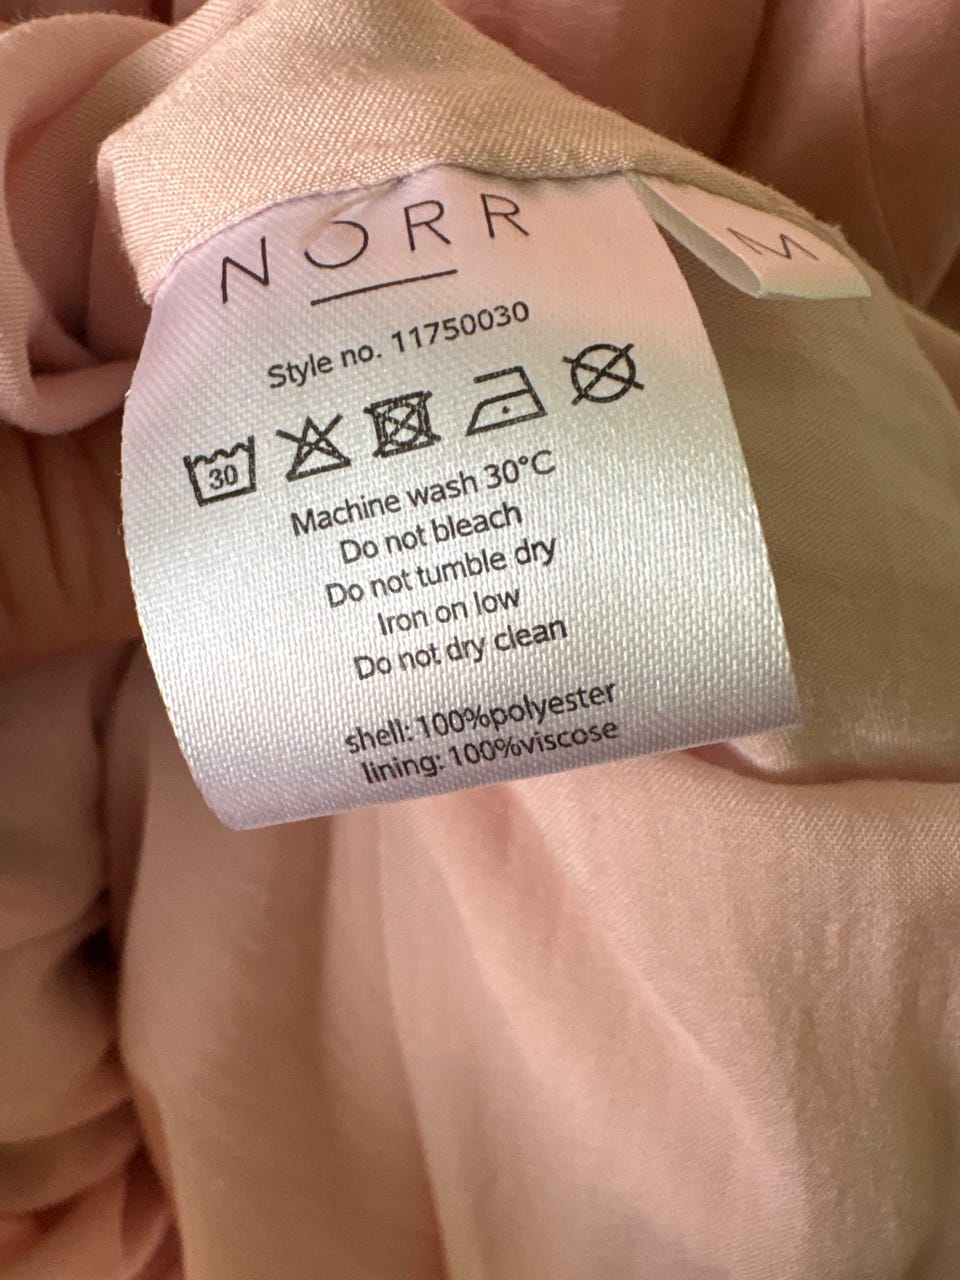 NORR
M
Style no. 11750030
30
Machine wash 30°C
Do not bleach
Do not tumble dry
Iron on low
Do not dry clean
shell: 100%polyester
lining: 100%viscose